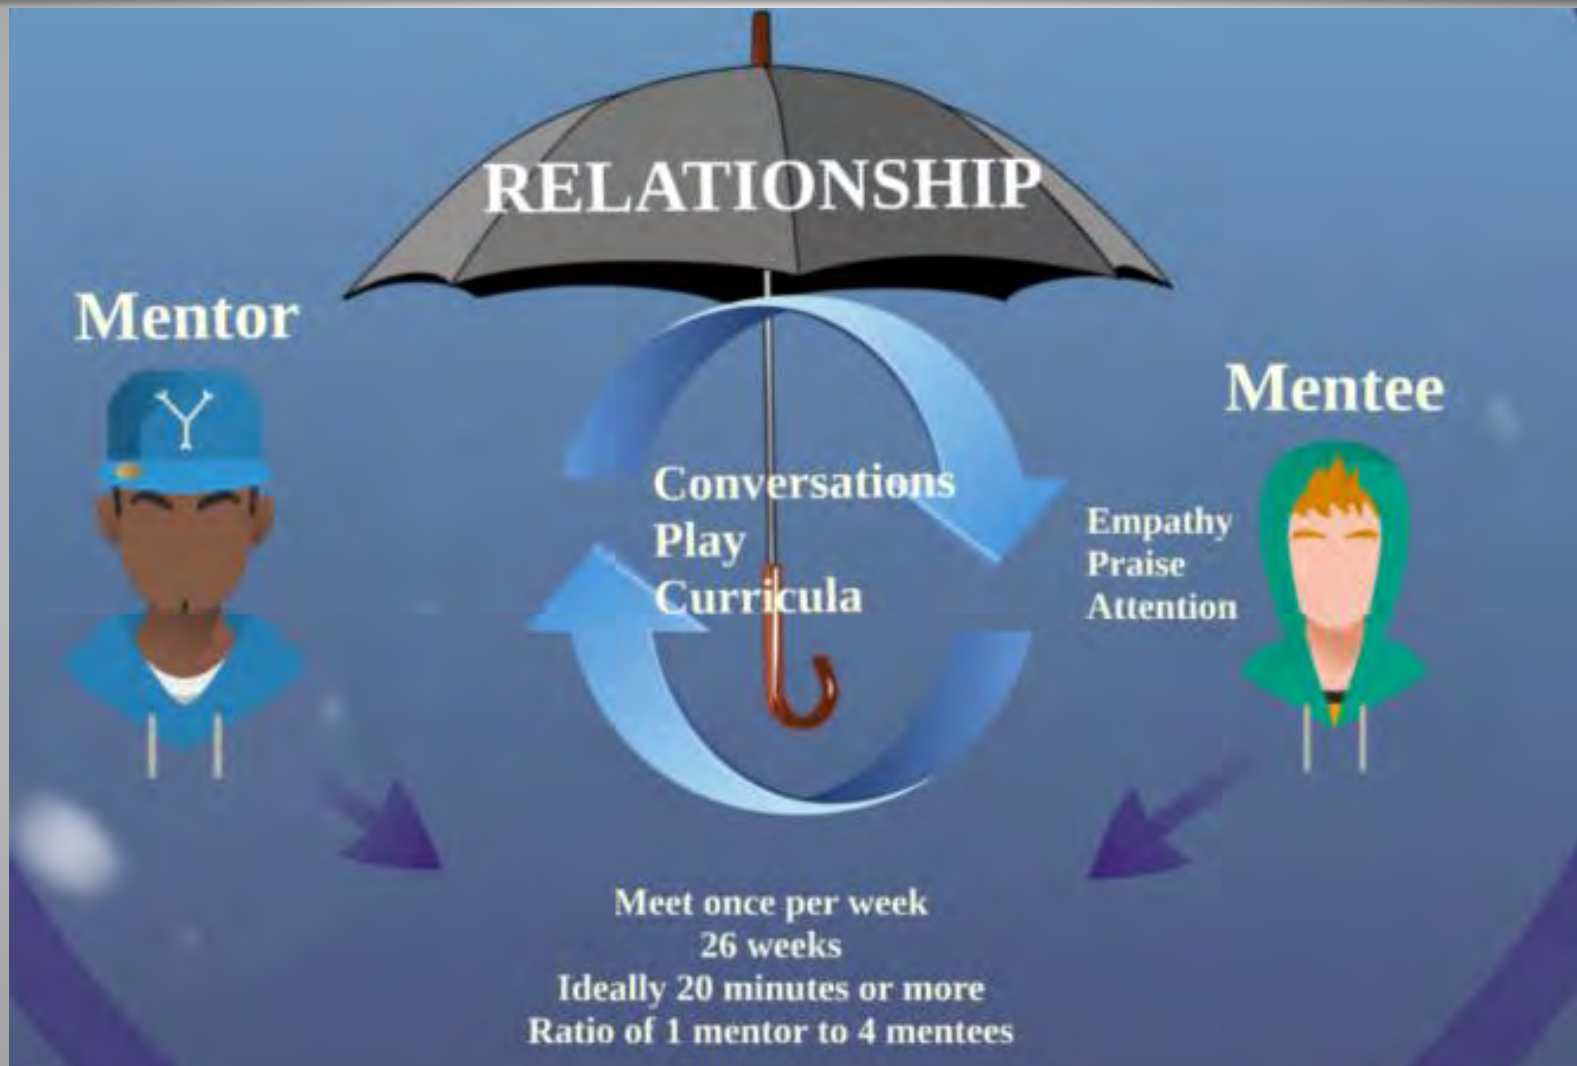 RELATIONSHIP
Mentor
Mentee
Conversations
Play
Curricula
Empathy
Praise
Attention
Meet once per week
26 weeks
Ideally 20 minutes or more
Ratio of 1 mentor to 4 mentees